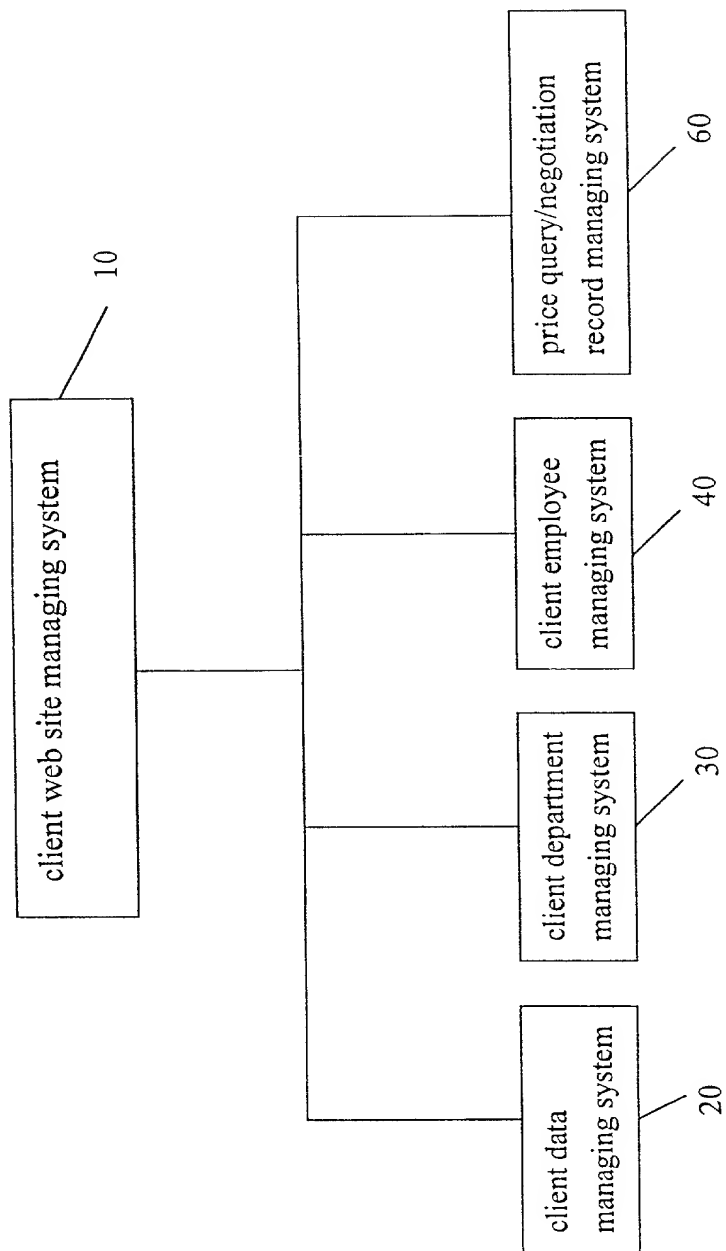 client web site managing system
10
client data
managing system
20
client department
managing system
30
client employee
managing system
40
price query/negotiation
record managing system
60